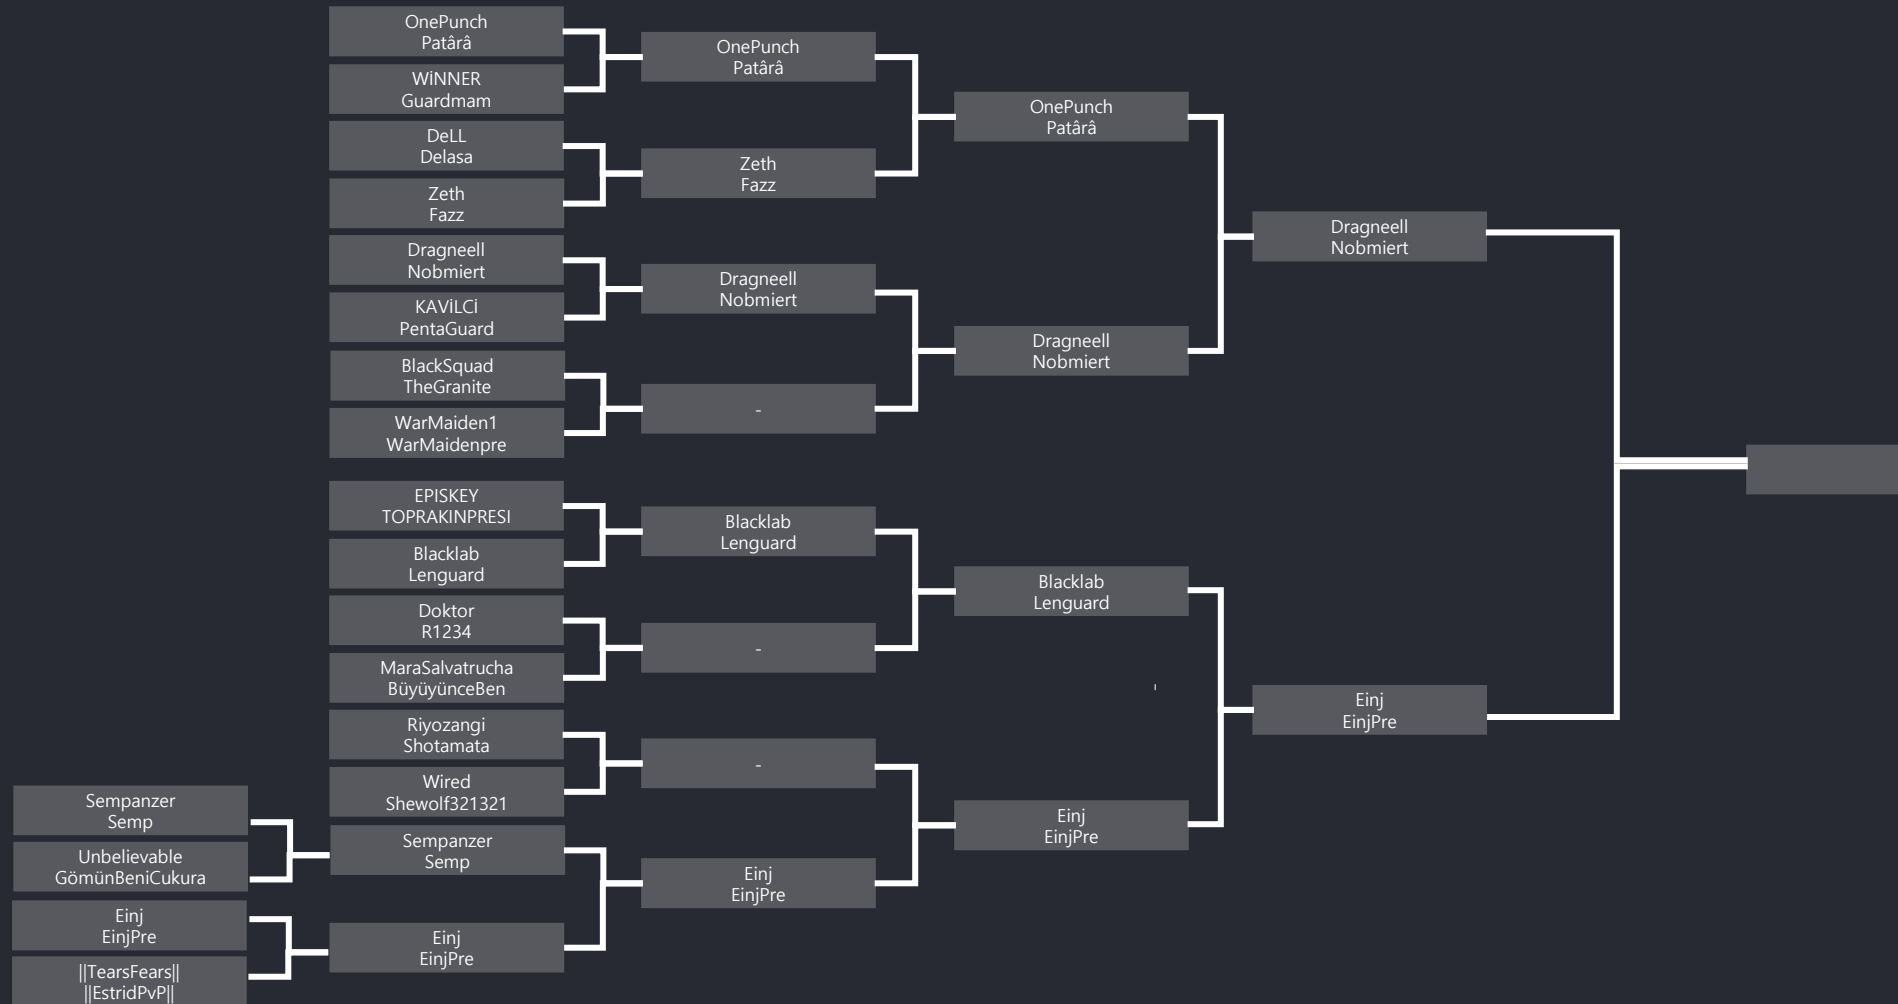 OnePunch
Patârâ
WİNNER
Guardmam
DeLL
Delasa
Zeth
Fazz
Dragneell
Nobmiert
KAVİLCİ
PentaGuard
BlackSquad
TheGranite
WarMaiden1
WarMaidenpre
EPISKEY
TOPRAKINPRESI
Blacklab
Lenguard
Doktor
R1234
MaraSalvatrucha
BüyüyünceBen
Riyozangi
Shotamata
Wired
Shewolf321321
Sempanzer
Semp
Unbelievable
GömünBeniCukura
Einj
EinjPre
||TearsFears||
||EstridPvP||
Sempanzer
Semp
Einj
EinjPre
OnePunch
Patârâ
Zeth
Fazz
Dragneell
Nobmiert
-
Blacklab
Lenguard
-
-
Einj
EinjPre
OnePunch
Patârâ
Dragneell
Nobmiert
Blacklab
Lenguard
Einj
EinjPre
Dragneell
Nobmiert
Einj
EinjPre